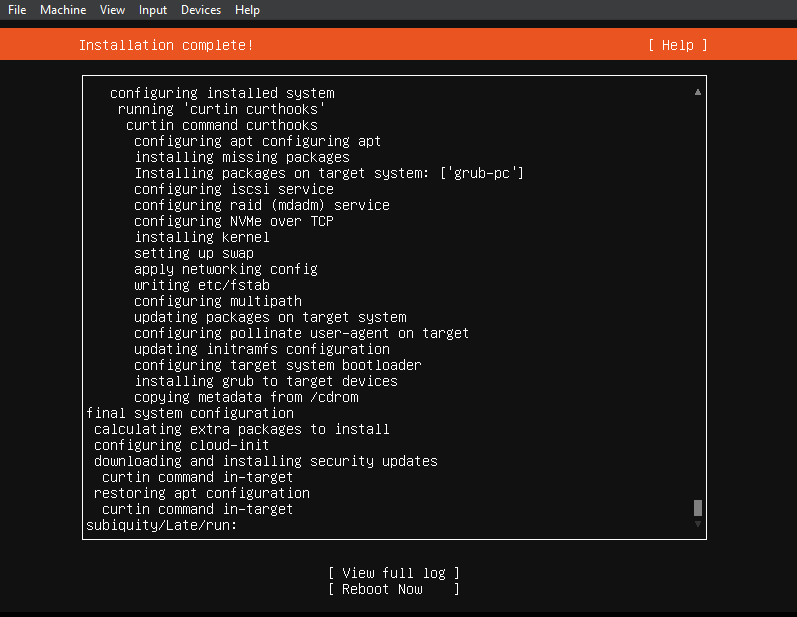 File Machine View Input Devices Help
Installation complete! [ Help ]
configuring installed system
running 'curtin curthooks'
curtin command curthooks
configuring apt configuring apt
installing missing packages
Installing packages on target system: ['grub-pc']
configuring iscsi service
configuring raid (mdadm) service
configuring NVMe over TCP
installing kernel
setting up swap
apply networking config
writing etc/fstab
configuring multipath
updating packages on target system
configuring pollinate user-agent on target
updating initramfs configuration
configuring target system bootloader
installing grub to target devices
copying metadata from /cdrom
final system configuration
calculating extra packages to install
configuring cloud-init
downloading and installing security updates
curtin command in-target
restoring apt configuration
curtin command in-target
subiquity/Late/run:
[ View full log ]
[ Reboot Now ]